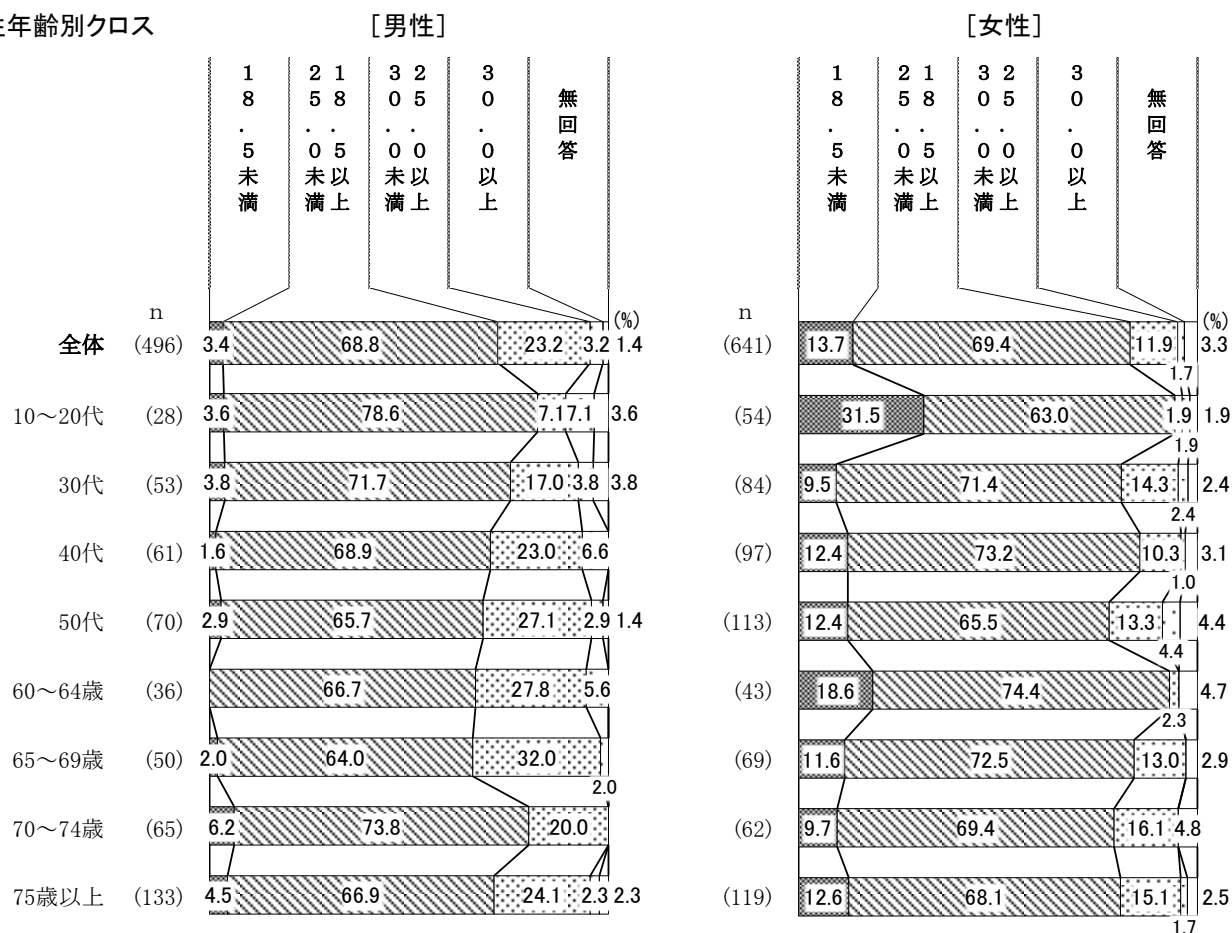 性年齢別クロス
[男性]
[女性]
18.5未満
18.5以上
25.0未満
25.0以上
30.0未満
30.0以上
無回答
18.5未満
18.5以上
25.0未満
25.0以上
30.0未満
30.0以上
無回答
n
(%)
n
(%)
全体 (496) 3.4 68.8 23.2 3.2 1.4
(641) 13.7 69.4 11.9 3.3
1.7
10～20代 (28) 3.6 78.6 7.1 7.1 3.6
(54) 31.5 63.0 1.9 1.9
1.9
30代 (53) 3.8 71.7 17.0 3.8 3.8
(84) 9.5 71.4 14.3 2.4
2.4
40代 (61) 1.6 68.9 23.0 6.6
(97) 12.4 73.2 10.3 3.1
1.0
50代 (70) 2.9 65.7 27.1 2.9 1.4
(113) 12.4 65.5 13.3 4.4
4.4
60～64歳 (36) 66.7 27.8 5.6
(43) 18.6 74.4 4.7
2.3
65～69歳 (50) 2.0 64.0 32.0
2.0
(69) 11.6 72.5 13.0 2.9
70～74歳 (65) 6.2 73.8 20.0
(62) 9.7 69.4 16.1 4.8
75歳以上 (133) 4.5 66.9 24.1 2.3 2.3
(119) 12.6 68.1 15.1 2.5
1.7